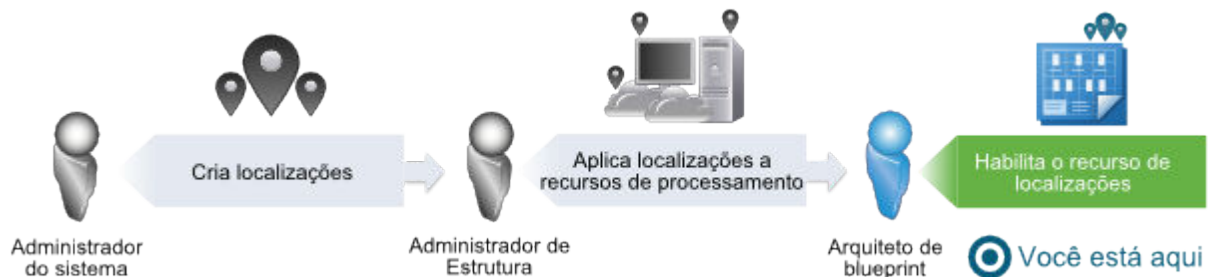 Cria localizações
Aplica localizações a
recursos de processamento
Habilita o recurso de
localizações
Administrador
do sistema
Administrador de
Estrutura
Arquiteto de
blueprint
Você está aqui